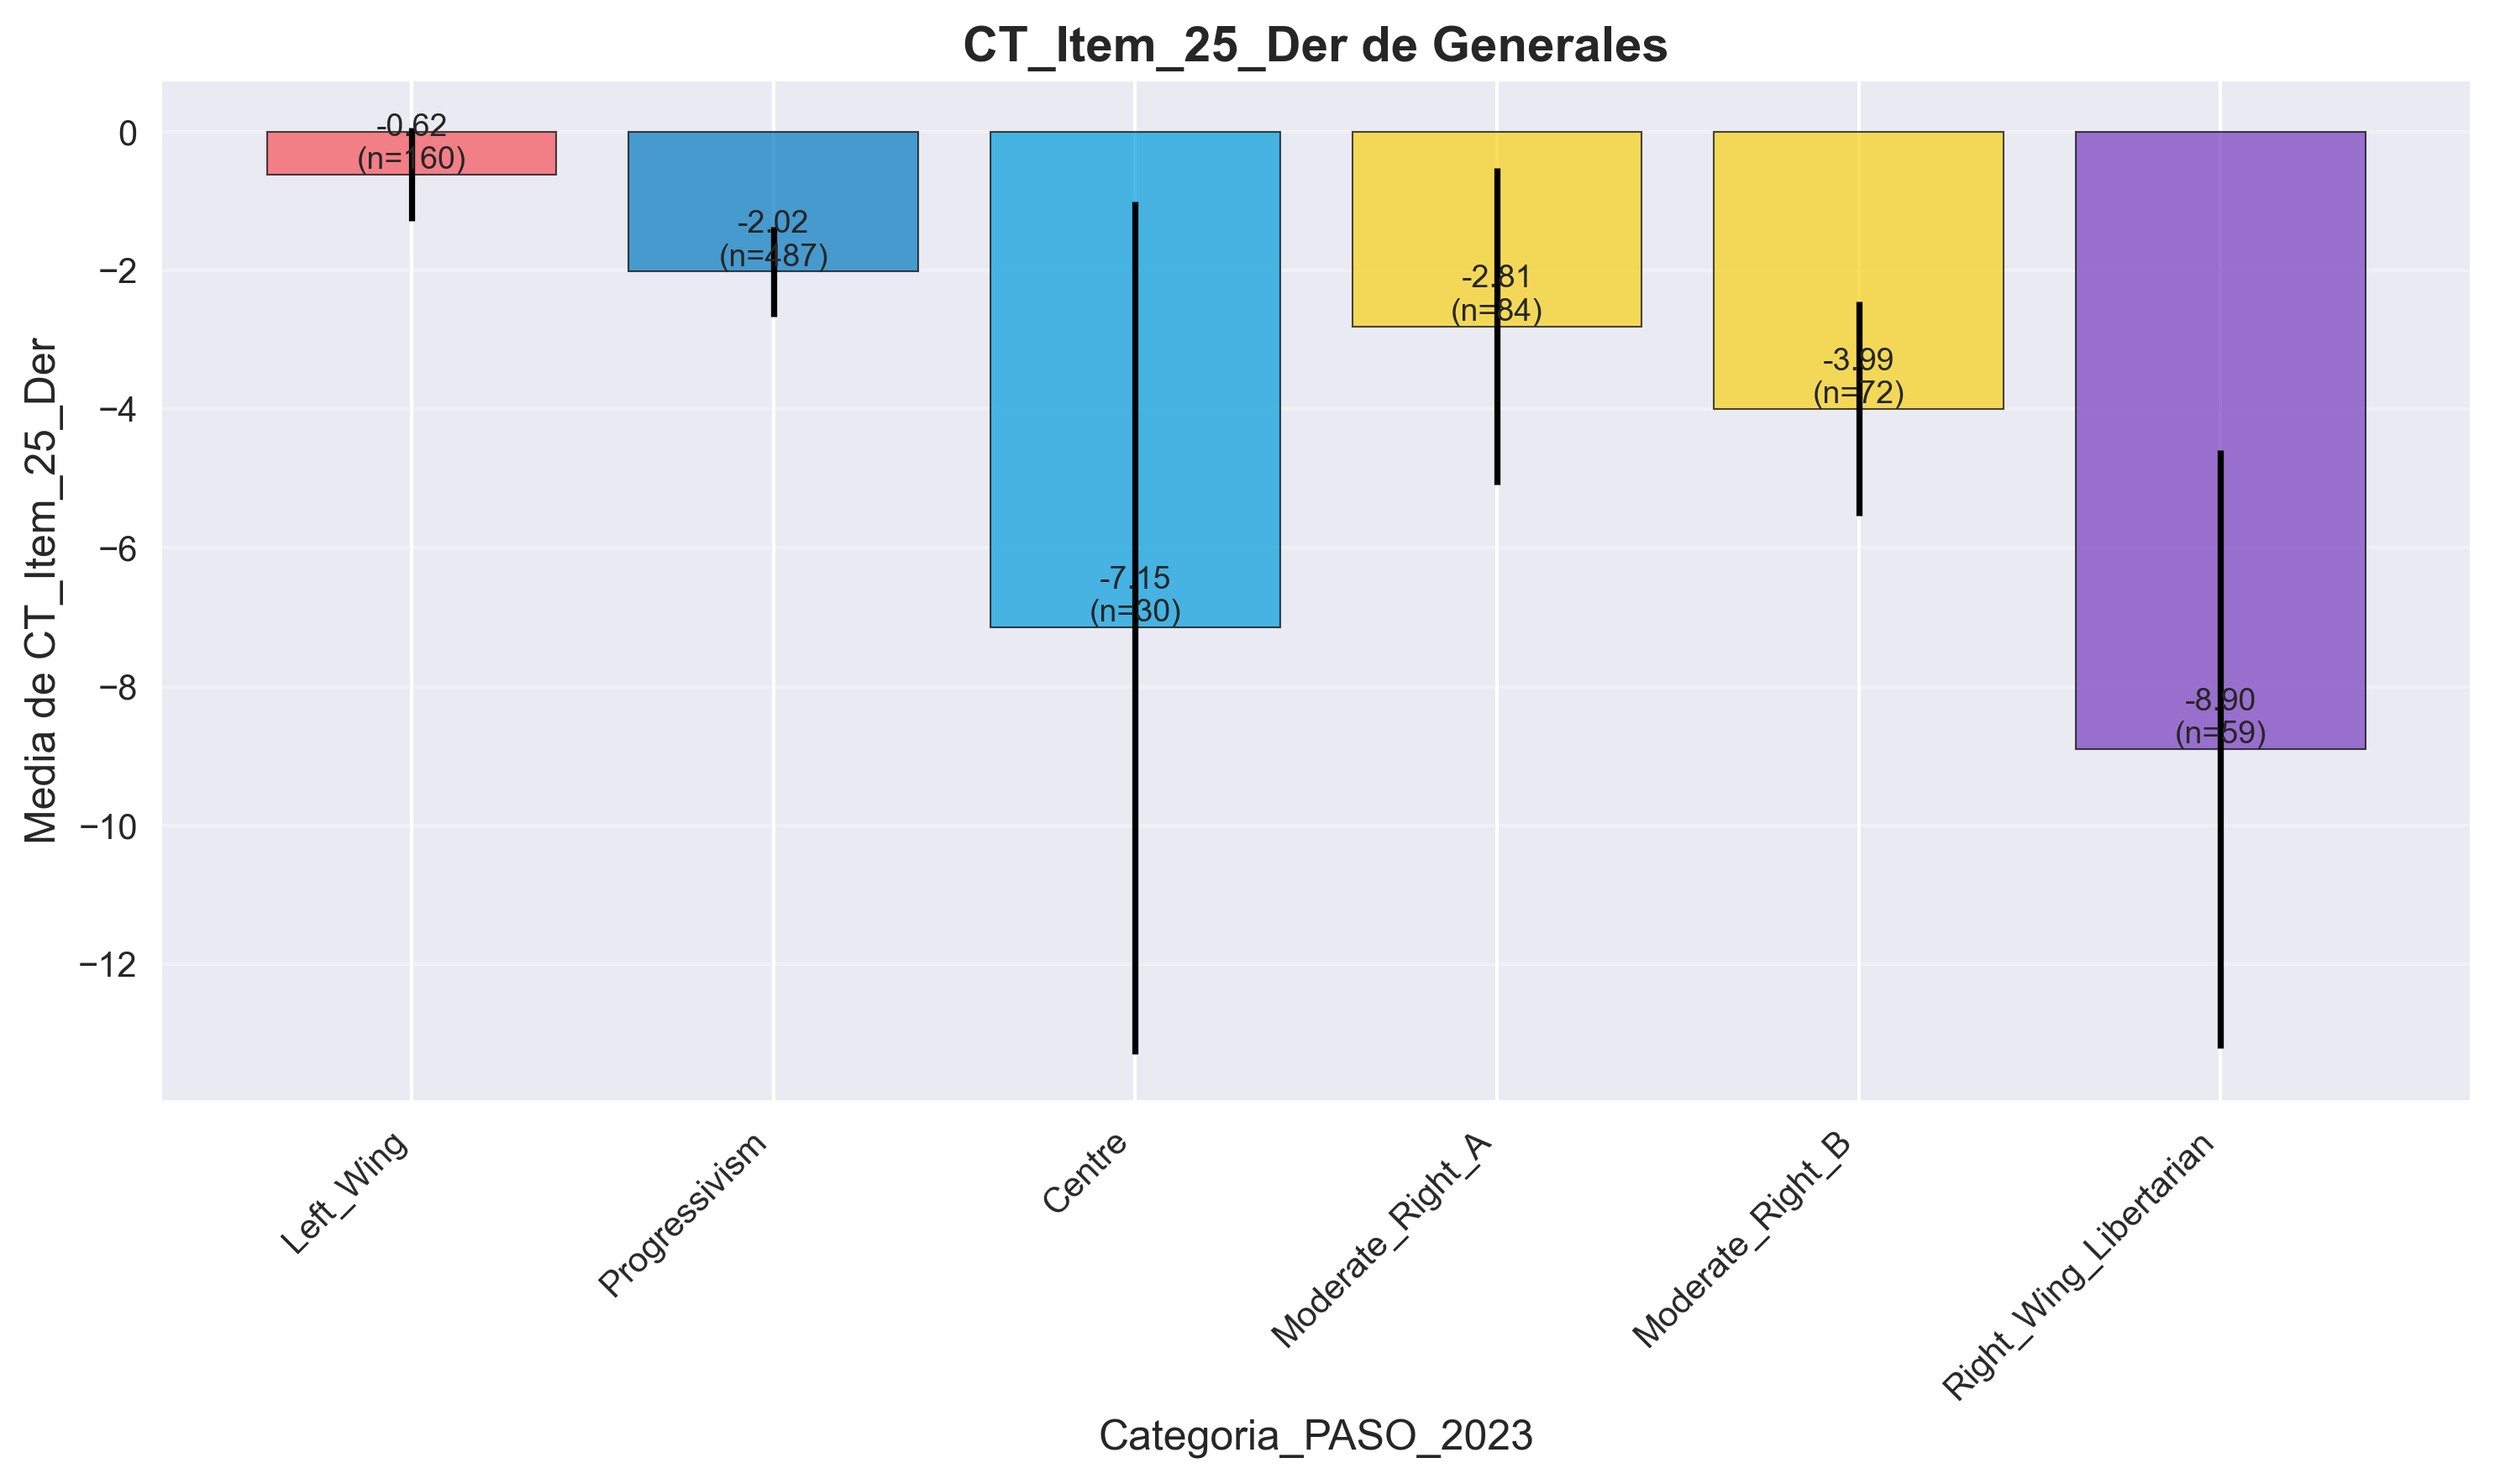 CT_Item_25_Der de Generales
Media de CT_Item_25_Der
0
−2
−4
−6
−8
−10
−12
-0.62
(n=160)
-2.02
(n=487)
-7.15
(n=30)
-2.81
(n=84)
-3.99
(n=72)
-8.90
(n=59)
Left_Wing
Progressivism
Centre
Moderate_Right_A
Moderate_Right_B
Right_Wing_Libertarian
Categoria_PASO_2023